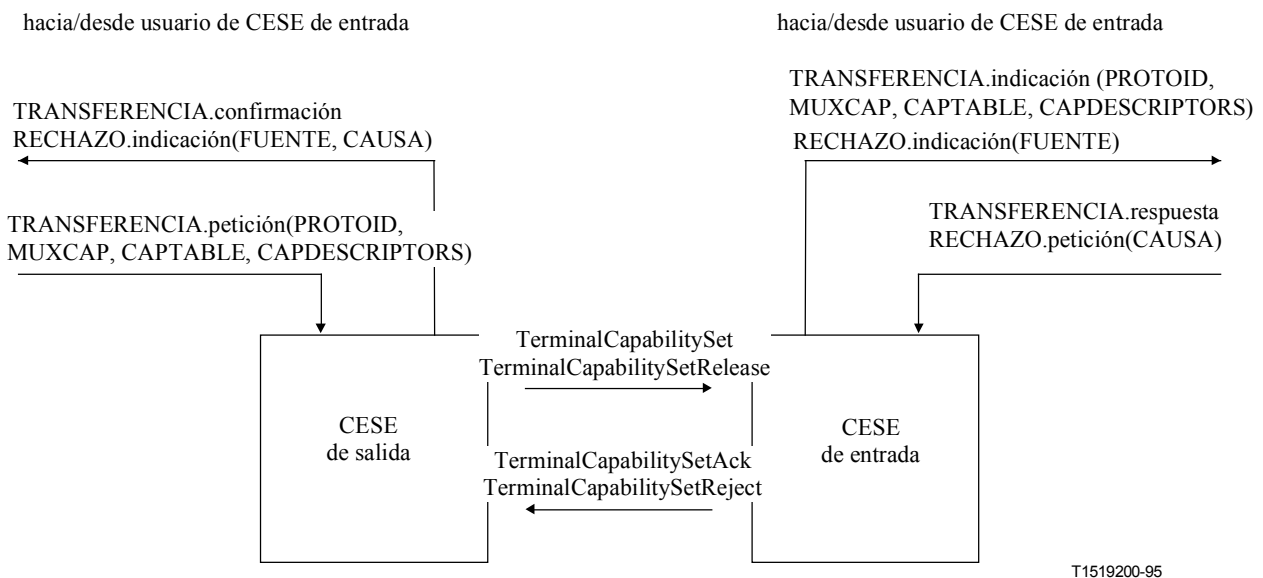 hacia/desde usuario de CESE de entrada
hacia/desde usuario de CESE de entrada
TRANSFERENCIA.confirmación
RECHAZO.indicación(FUENTE, CAUSA)
TRANSFERENCIA.indicación (PROTOID,
MUXCAP, CAPTABLE, CAPDESCRIPTORS)
RECHAZO.indicación(FUENTE)
TRANSFERENCIA.petición(PROTOID,
MUXCAP, CAPTABLE, CAPDESCRIPTORS)
TRANSFERENCIA.respuesta
RECHAZO.petición(CAUSA)
TerminalCapabilitySet
TerminalCapabilitySetRelease
CESE
de salida
TerminalCapabilitySetAck
TerminalCapabilitySetReject
CESE
de entrada
T1519200-95